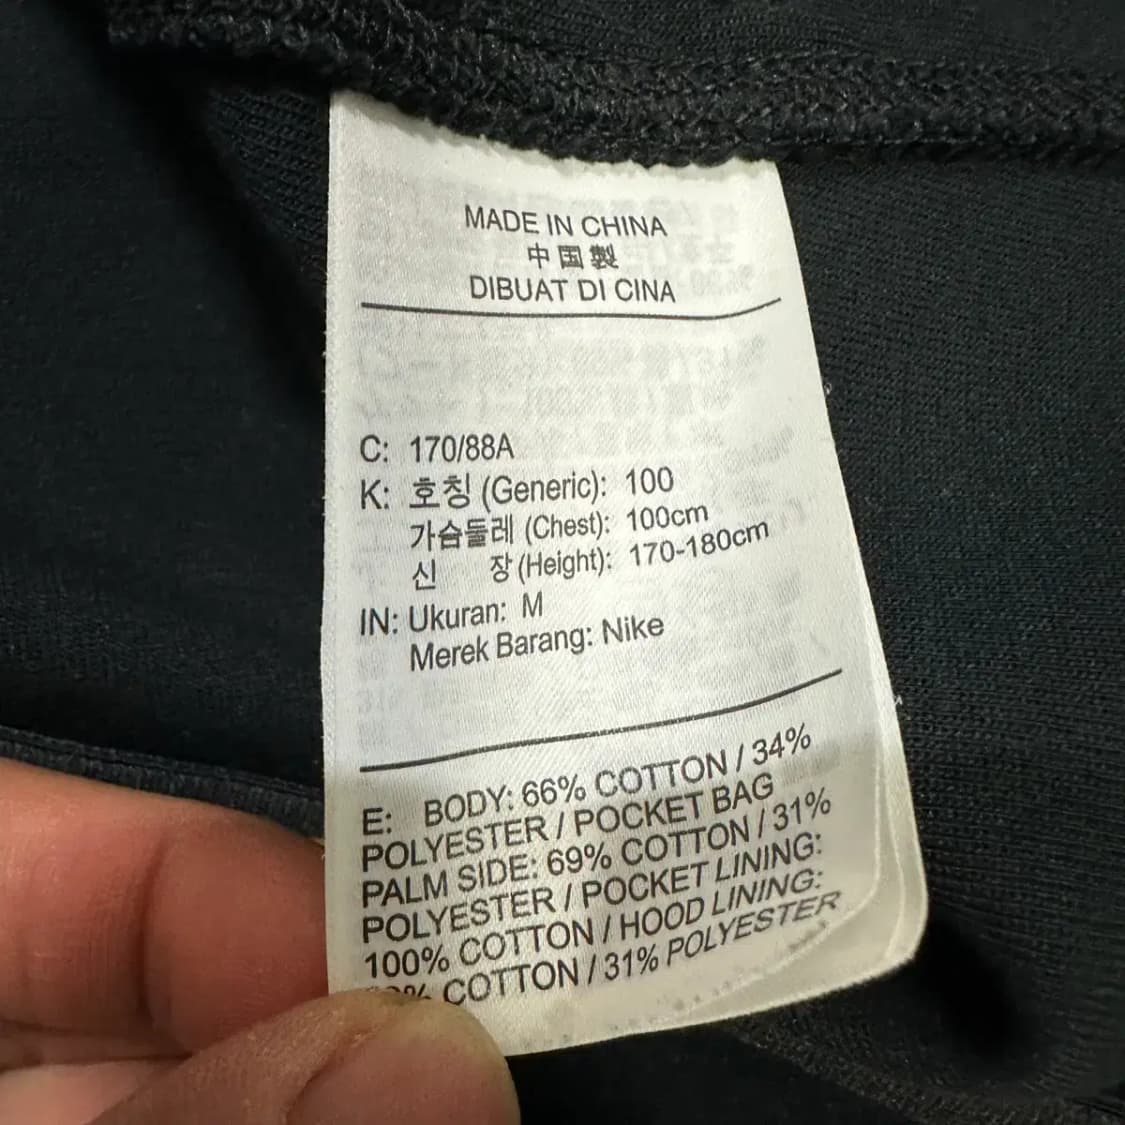 MADE IN CHINA
中国製
DIBUAT DI CINA
C: 170/88A
K: 호칭 (Generic): 100
가슴둘레 (Chest): 100cm
신 장 (Height): 170-180cm
IN: Ukuran: M
Merek Barang: Nike
E: BODY: 66% COTTON / 34%
POLYESTER / POCKET BAG
PALM SIDE: 69% COTTON / 31%
POLYESTER / POCKET LINING:
100% COTTON / HOOD LINING:
COTTON / 31% POLYESTER